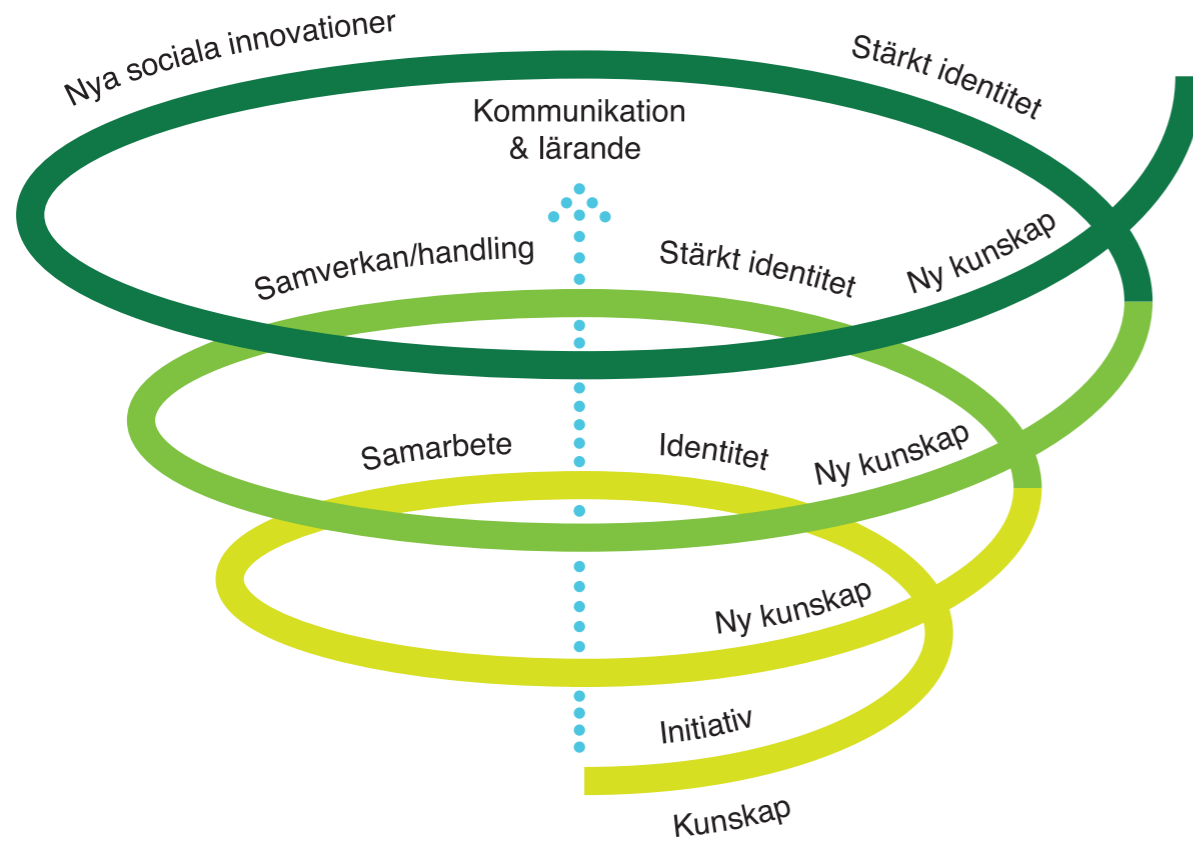 Nya sociala innovationer
Stärkt identitet
Kommunikation
& lärande
Samverkan/handling
Stärkt identitet
Ny kunskap
Samarbete
Identitet
Ny kunskap
Ny kunskap
Initiativ
Kunskap